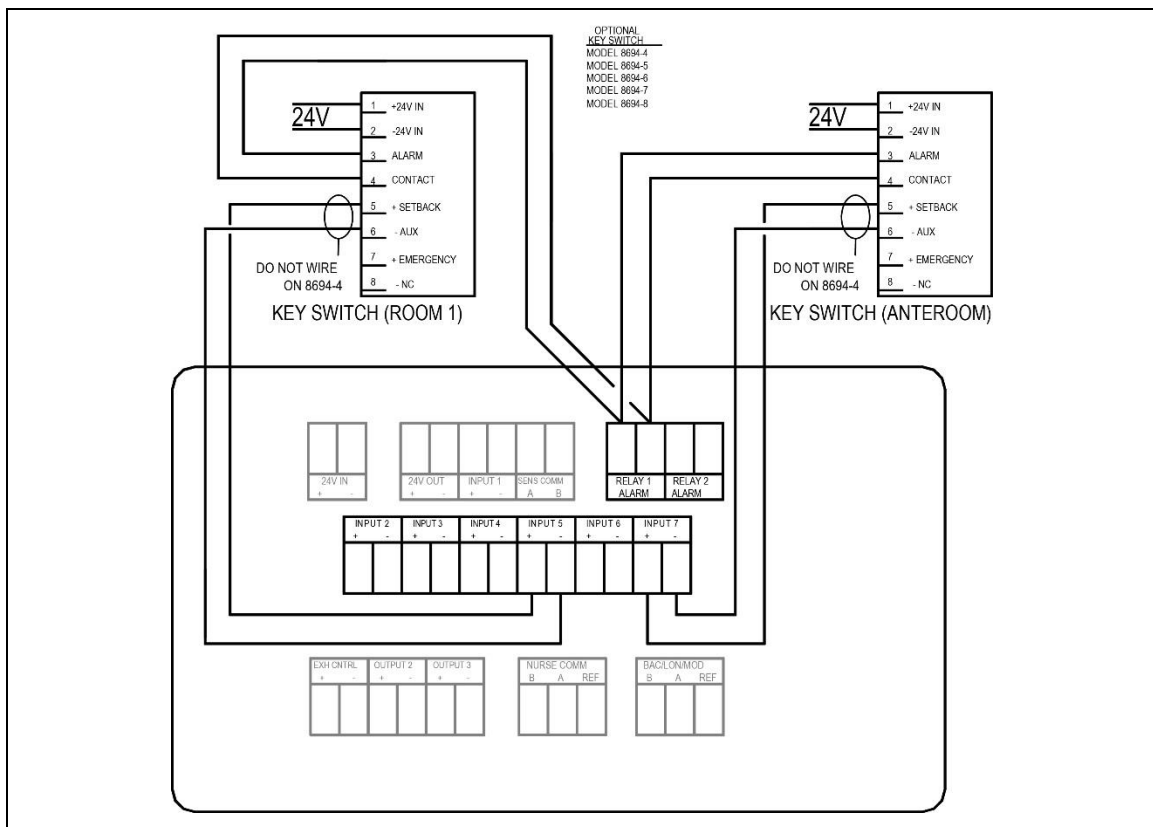 OPTIONAL
KEY SWITCH
MODEL 8694-4
MODEL 8694-5
MODEL 8694-6
MODEL 8694-7
MODEL 8694-8
24V
1 +24V IN
2 -24V IN
3 ALARM
4 CONTACT
5 + SETBACK
6 - AUX
7 + EMERGENCY
8 - NC
DO NOT WIRE
ON 8694-4
KEY SWITCH (ROOM 1)
24V
1 +24V IN
2 -24V IN
3 ALARM
4 CONTACT
5 + SETBACK
6 - AUX
7 + EMERGENCY
8 - NC
DO NOT WIRE
ON 8694-4
KEY SWITCH (ANTEROOM)
24V IN
+ -
24V OUT INPUT 1 SENS COMM
+ - + - A B
RELAY 1 RELAY 2
ALARM ALARM
INPUT 2 INPUT 3 INPUT 4 INPUT 5 INPUT 6 INPUT 7
+ - + - + - + - + - + -
EXH CNTRL OUTPUT 2 OUTPUT 3
+ - + - + -
NURSE COMM
B A REF
BAC/LON/MOD
B A REF